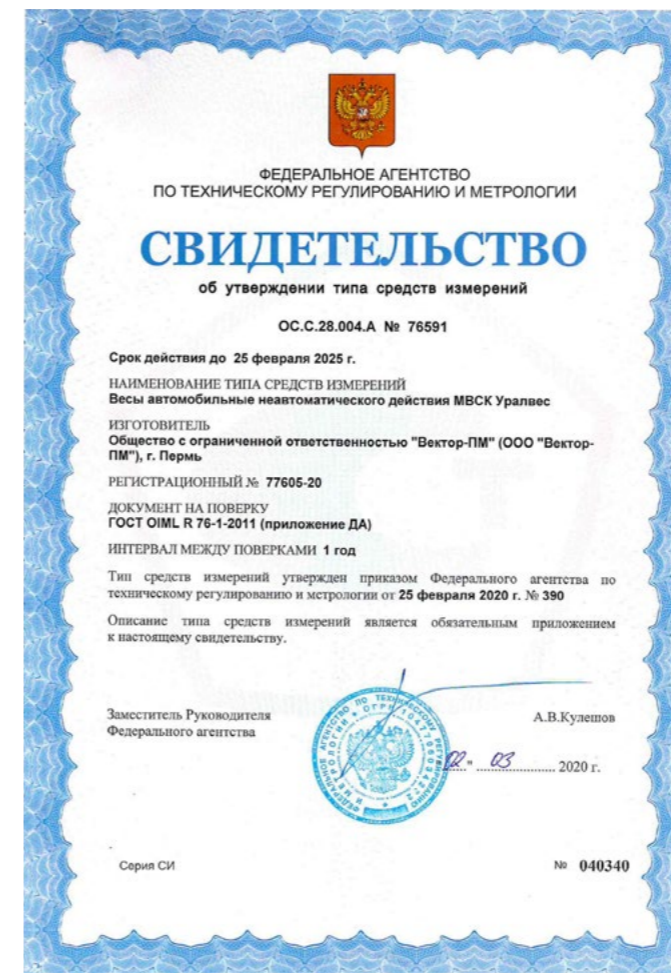 ФЕДЕРАЛЬНОЕ АГЕНТСТВО
ПО ТЕХНИЧЕСКОМУ РЕГУЛИРОВАНИЮ И МЕТРОЛОГИИ
СВИДЕТЕЛЬСТВО
об утверждении типа средств измерений
ОС.С.28.004.А № 76591
Срок действия до 25 февраля 2025 г.
НАИМЕНОВАНИЕ ТИПА СРЕДСТВ ИЗМЕРЕНИЙ
Весы автомобильные неавтоматического действия МВСК Уралвес
ИЗГОТОВИТЕЛЬ
Общество с ограниченной ответственностью "Вектор-ПМ" (ООО "Вектор-
ПМ"), г. Пермь
РЕГИСТРАЦИОННЫЙ № 77605-20
ДОКУМЕНТ НА ПОВЕРКУ
ГОСТ OIML R 76-1-2011 (приложение ДА)
ИНТЕРВАЛ МЕЖДУ ПОВЕРКАМИ 1 год
Тип средств измерений утвержден приказом Федерального агентства по
техническому регулированию и метрологии от 25 февраля 2020 г. № 390
Описание типа средств измерений является обязательным приложением
к настоящему свидетельству.
Заместитель Руководителя
Федерального агентства
А.В.Кулешов
02 " 03 2020 г.
Серия СИ
№ 040340